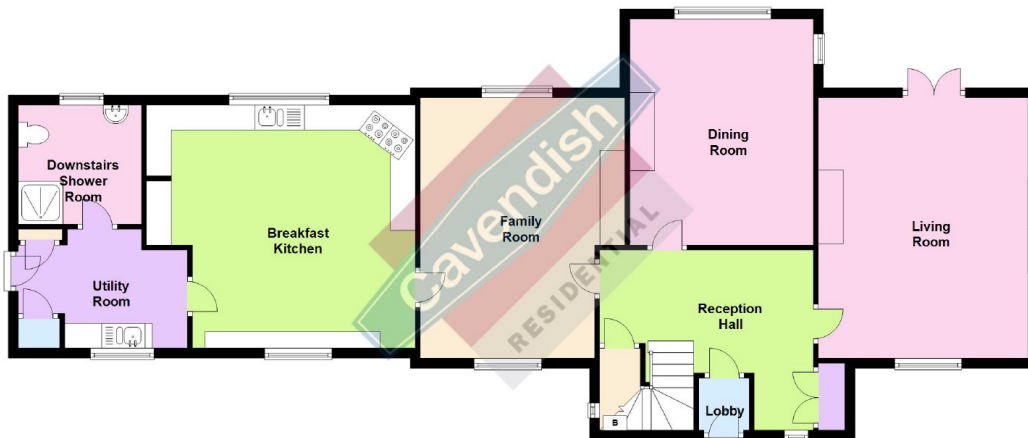 Downstairs
Shower
Room
Utility
Room
Breakfast
Kitchen
Family
Room
Dining
Room
Living
Room
Reception
Hall
Lobby
B
Cavendish
RESIDENTIAL